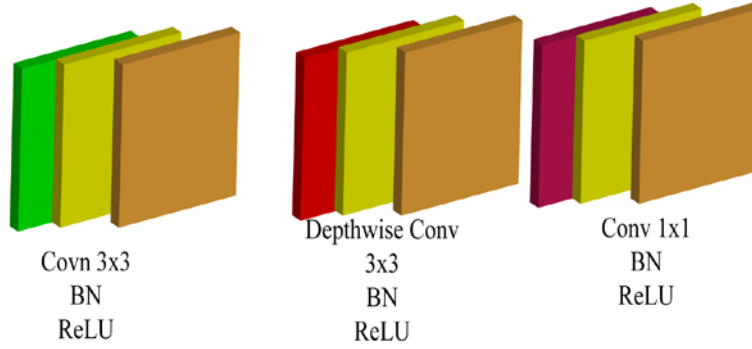 Covn 3x3
BN
ReLU
Depthwise Conv
3x3
BN
ReLU
Conv 1x1
BN
ReLU